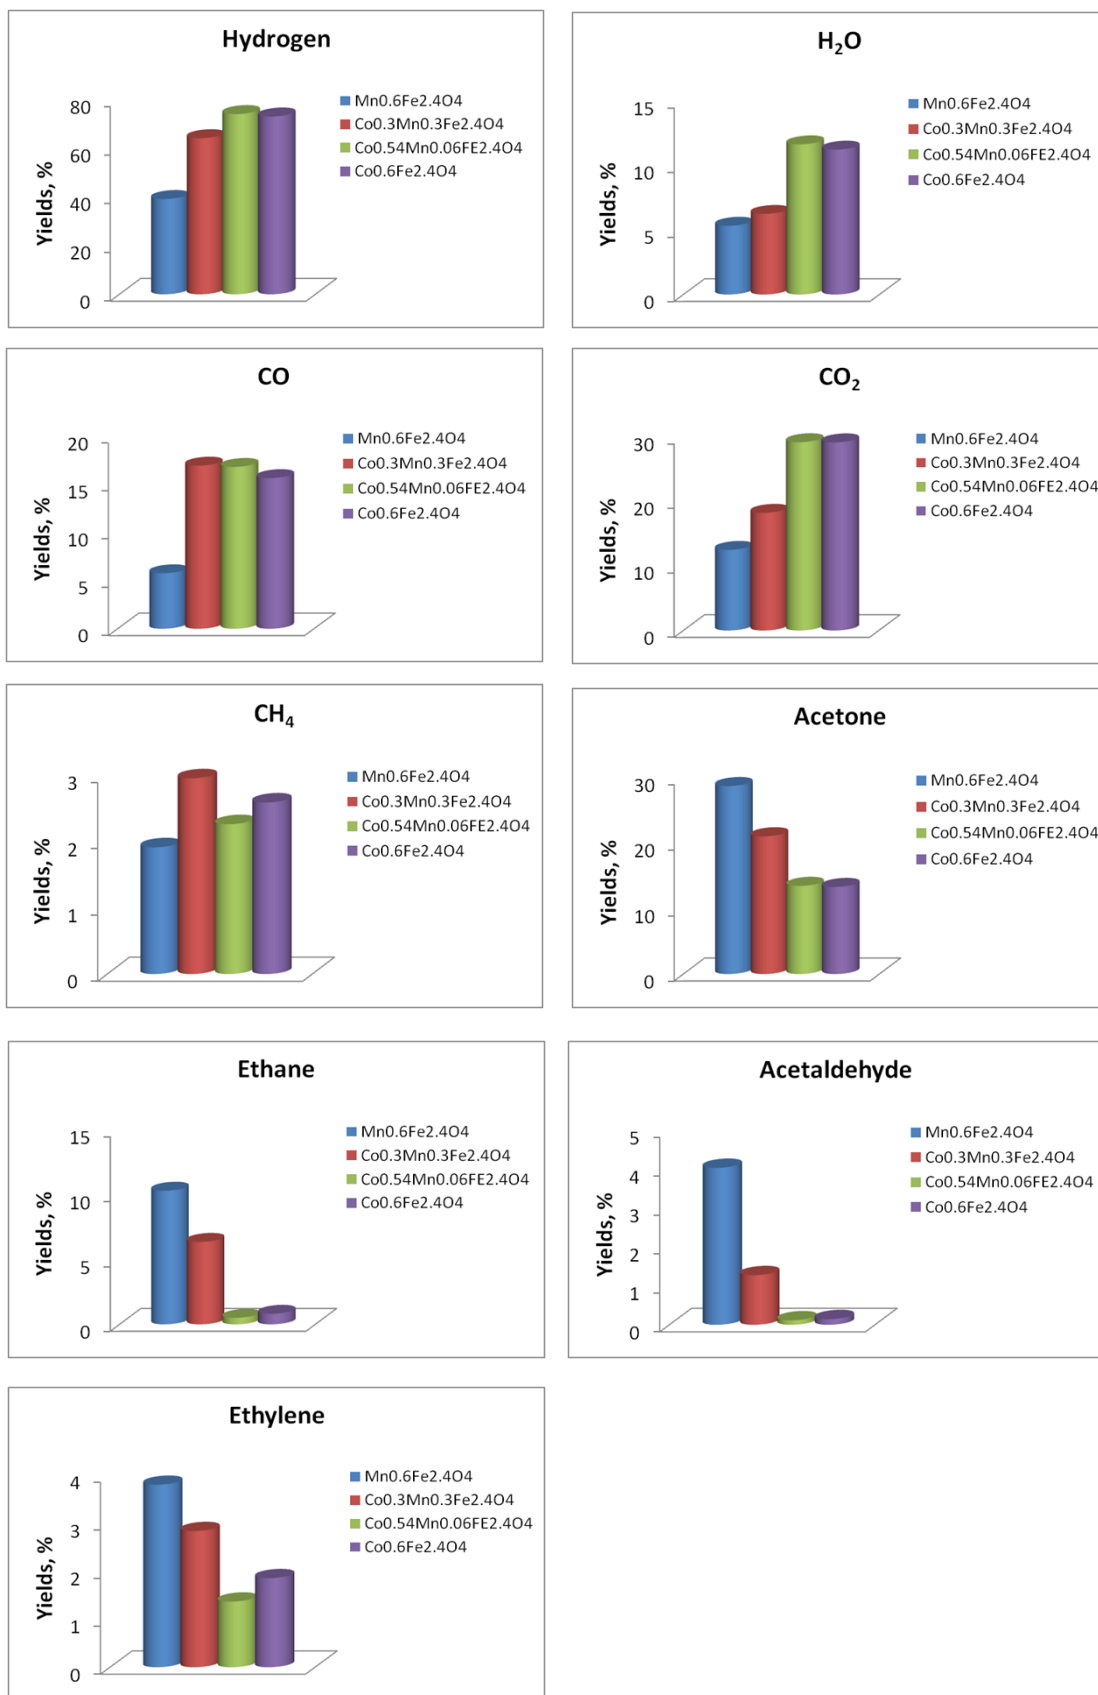 Hydrogen
Yields, %
80
60
40
20
0
Mn0.6Fe2.4O4
Co0.3Mn0.3Fe2.4O4
Co0.54Mn0.06FE2.4O4
Co0.6Fe2.4O4
H₂O
Yields, %
15
10
5
0
Mn0.6Fe2.4O4
Co0.3Mn0.3Fe2.4O4
Co0.54Mn0.06FE2.4O4
Co0.6Fe2.4O4
CO
Yields, %
20
15
10
5
0
Mn0.6Fe2.4O4
Co0.3Mn0.3Fe2.4O4
Co0.54Mn0.06FE2.4O4
Co0.6Fe2.4O4
CO₂
Yields, %
30
20
10
0
Mn0.6Fe2.4O4
Co0.3Mn0.3Fe2.4O4
Co0.54Mn0.06FE2.4O4
Co0.6Fe2.4O4
CH₄
Yields, %
3
2
1
0
Mn0.6Fe2.4O4
Co0.3Mn0.3Fe2.4O4
Co0.54Mn0.06FE2.4O4
Co0.6Fe2.4O4
Acetone
Yields, %
30
20
10
0
Mn0.6Fe2.4O4
Co0.3Mn0.3Fe2.4O4
Co0.54Mn0.06FE2.4O4
Co0.6Fe2.4O4
Ethane
Yields, %
15
10
5
0
Mn0.6Fe2.4O4
Co0.3Mn0.3Fe2.4O4
Co0.54Mn0.06FE2.4O4
Co0.6Fe2.4O4
Acetaldehyde
Yields, %
5
4
3
2
1
0
Mn0.6Fe2.4O4
Co0.3Mn0.3Fe2.4O4
Co0.54Mn0.06FE2.4O4
Co0.6Fe2.4O4
Ethylene
Yields, %
4
3
2
1
0
Mn0.6Fe2.4O4
Co0.3Mn0.3Fe2.4O4
Co0.54Mn0.06FE2.4O4
Co0.6Fe2.4O4